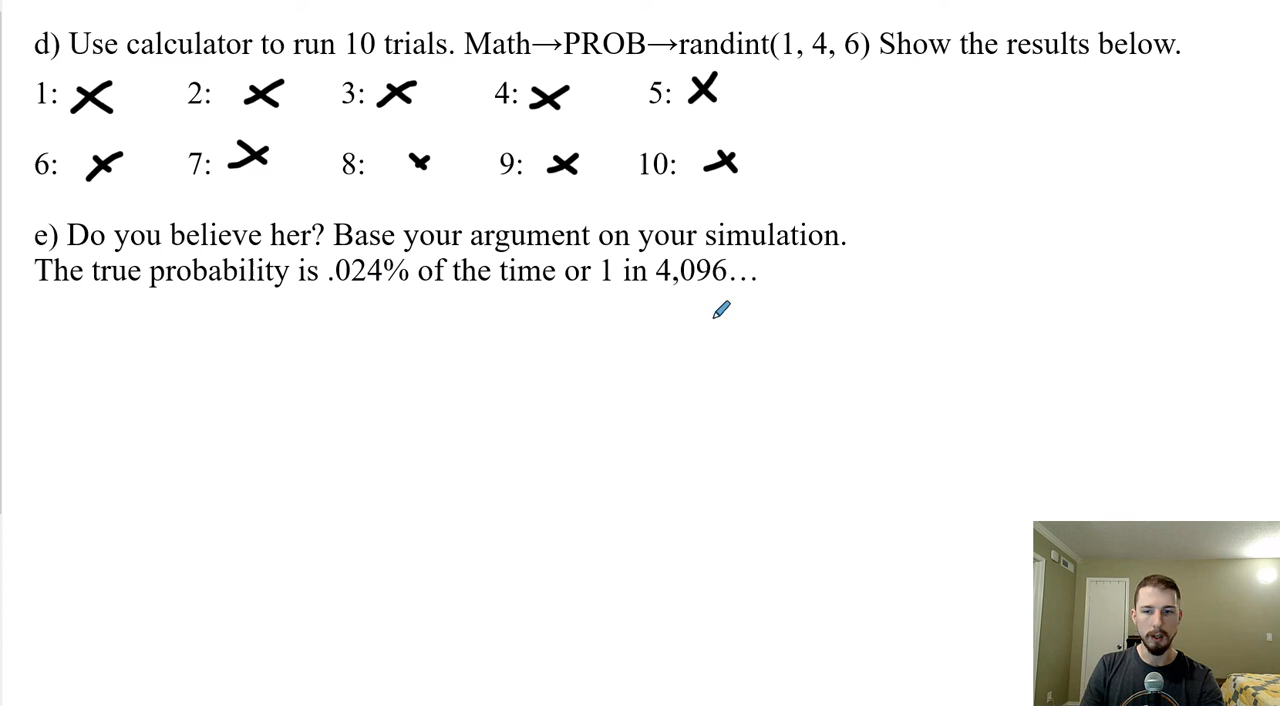 d) Use calculator to run 10 trials. Math→PROB→randint(1, 4, 6) Show the results below.
1: X 2: X 3: X 4: X 5: X
6: X 7: X 8: X 9: X 10: X
e) Do you believe her? Base your argument on your simulation.
The true probability is .024% of the time or 1 in 4,096…